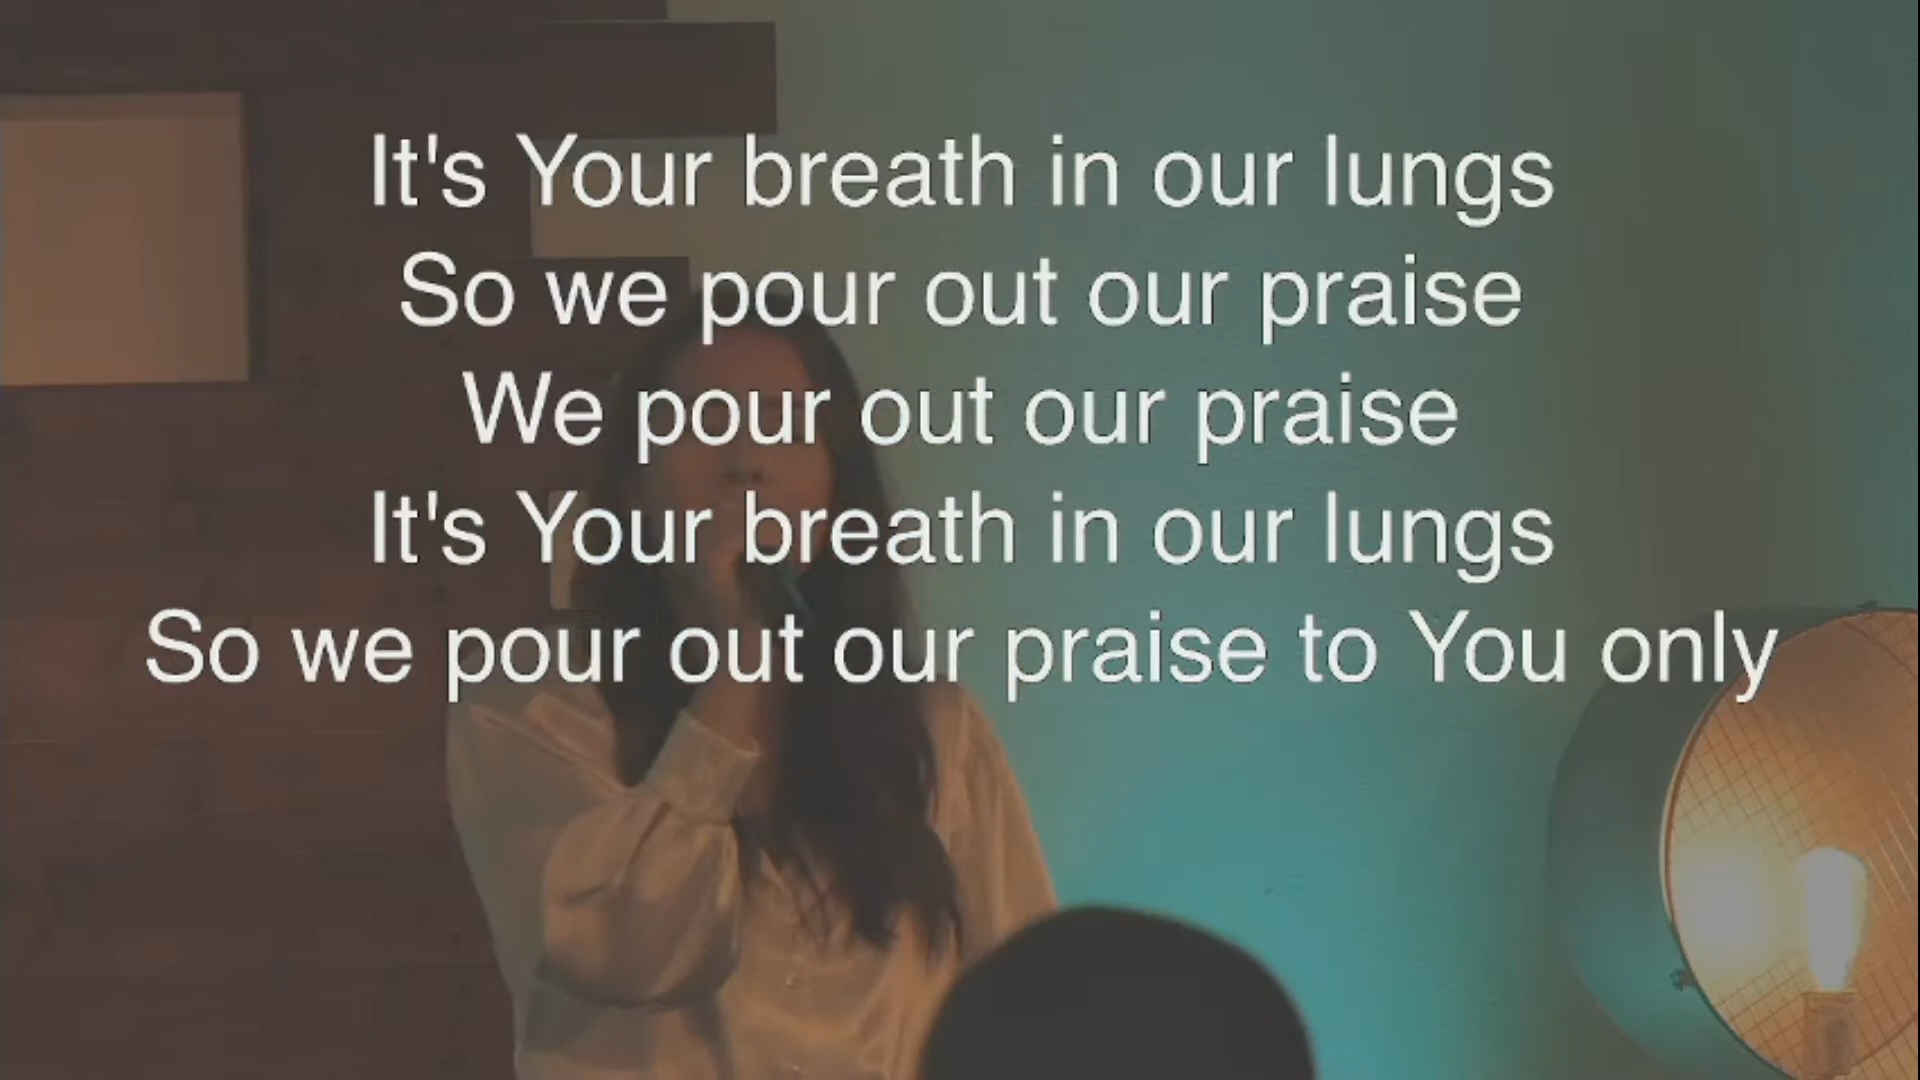 It's Your breath in our lungs
So we pour out our praise
We pour out our praise
It's Your breath in our lungs
So we pour out our praise to You only